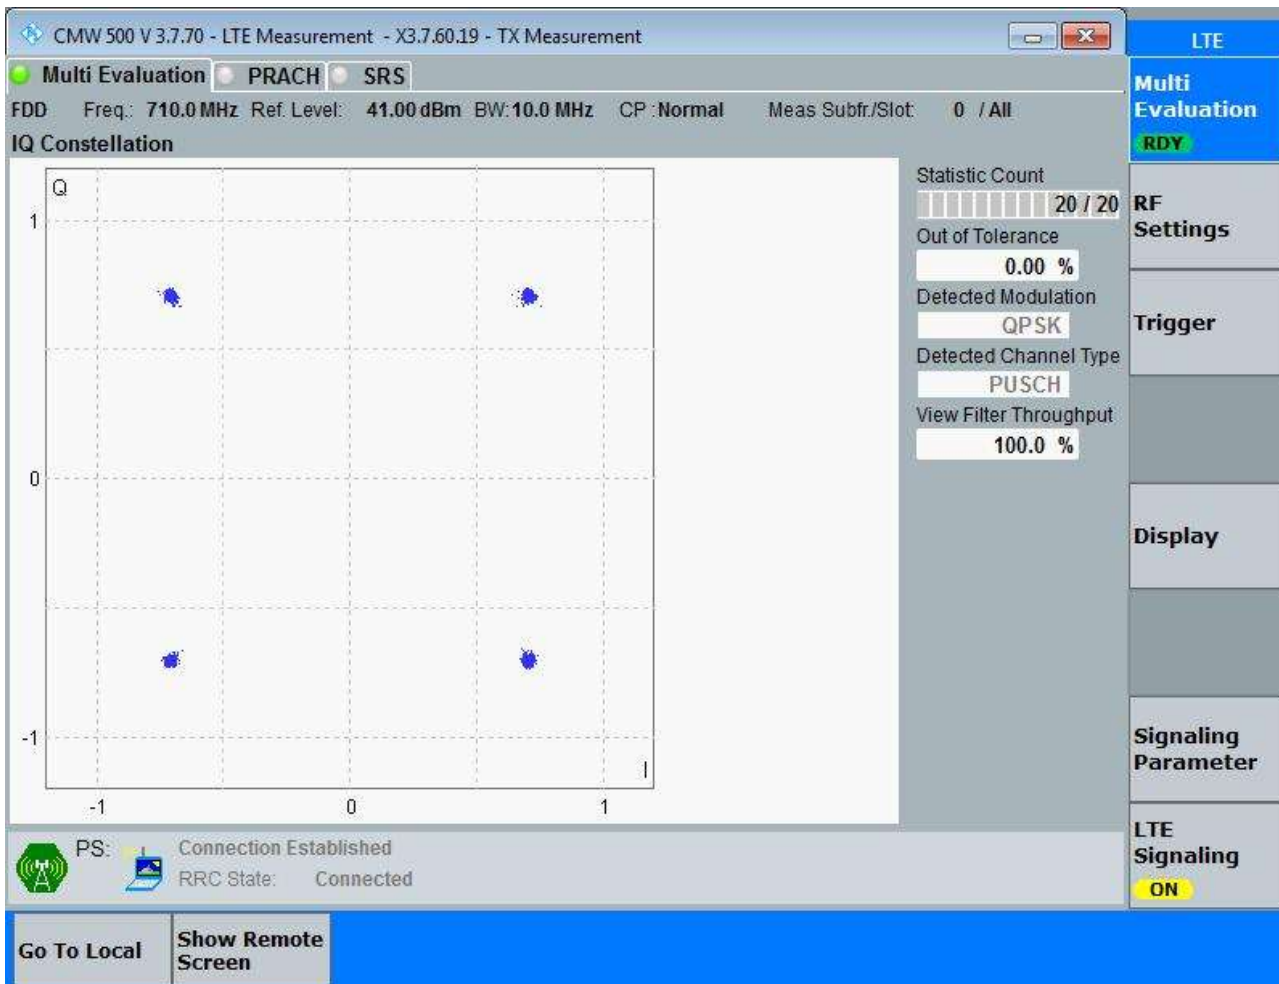 CMW 500 V 3.7.70 - LTE Measurement - X3.7.60.19 - TX Measurement
LTE
Multi Evaluation PRACH SRS
FDD Freq.: 710.0 MHz Ref. Level: 41.00 dBm BW: 10.0 MHz CP : Normal Meas Subfr./Slot: 0 / All
IQ Constellation
Q
1
0
-1
I
-1 0 1
Statistic Count
20 / 20
Out of Tolerance
0.00 %
Detected Modulation
QPSK
Detected Channel Type
PUSCH
View Filter Throughput
100.0 %
Multi
Evaluation
RDY
RF
Settings
Trigger
Display
Signaling
Parameter
LTE
Signaling
ON
PS: Connection Established
RRC State: Connected
Go To Local
Show Remote
Screen